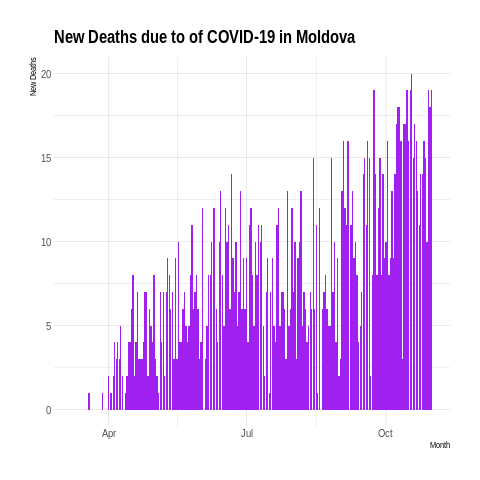 New Deaths due to of COVID-19 in Moldova
New Deaths
20
15
10
5
0
Apr
Jul
Oct
Month